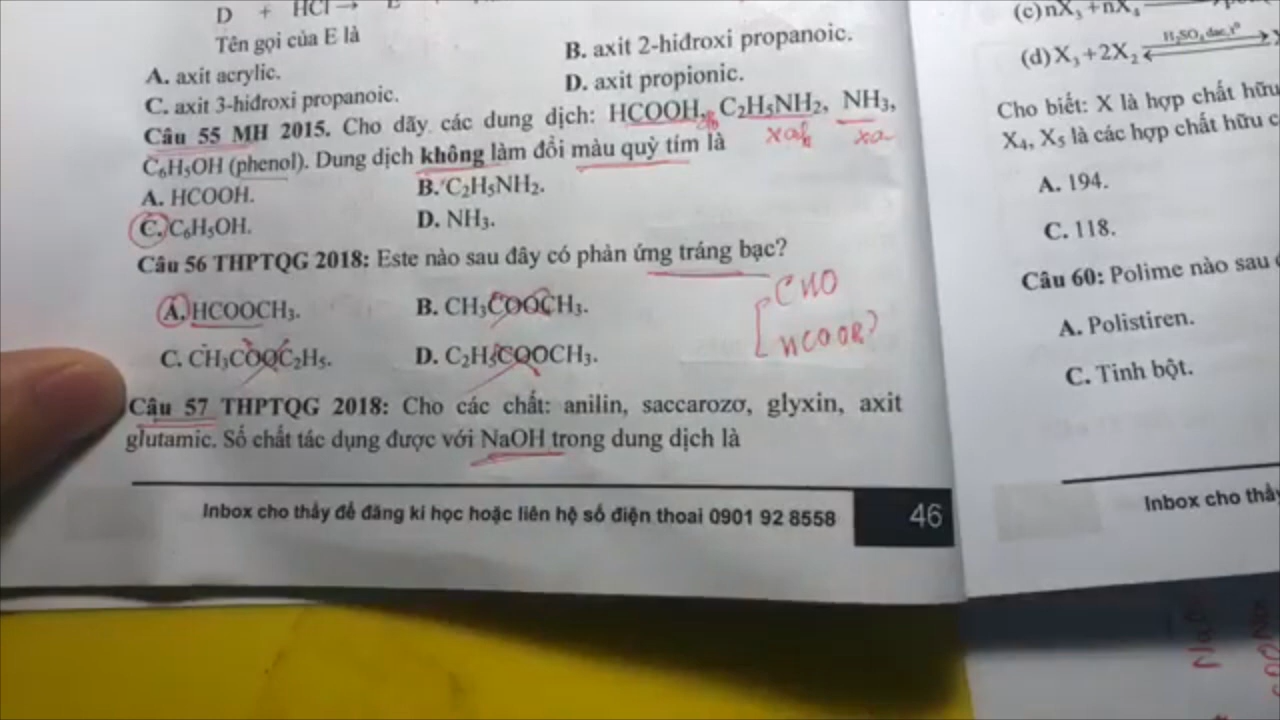 D + HCl → E
Tên gọi của E là
A. axit acrylic.
B. axit 2-hiđroxi propanoic.
C. axit 3-hiđroxi propanoic.
D. axit propionic.
Câu 55 MH 2015. Cho dãy các dung dịch: HCOOH, C₂H₅NH₂, NH₃,
xanh
xa
C₆H₅OH (phenol). Dung dịch không làm đổi màu quỳ tím là
A. HCOOH.
B. C₂H₅NH₂.
C. C₆H₅OH.
D. NH₃.
Câu 56 THPTQG 2018: Este nào sau đây có phản ứng tráng bạc?
A. HCOOCH₃.
B. CH₃COOCH₃.
CHO
HCOOR?
C. CH₃COOC₂H₅.
D. C₂H₅COOCH₃.
Câu 57 THPTQG 2018: Cho các chất: anilin, saccarozơ, glyxin, axit
glutamic. Số chất tác dụng được với NaOH trong dung dịch là
Inbox cho thầy để đăng kí học hoặc liên hệ số điện thoai 0901 92 8558
46
(c) nX₃ + nX₄
(d) X₃ + 2X₂ H₂SO₄ đặc, t⁰
Cho biết: X là hợp chất hữu
X₄, X₅ là các hợp chất hữu c
A. 194.
C. 118.
Câu 60: Polime nào sau
A. Polistiren.
C. Tinh bột.
Inbox cho thầy